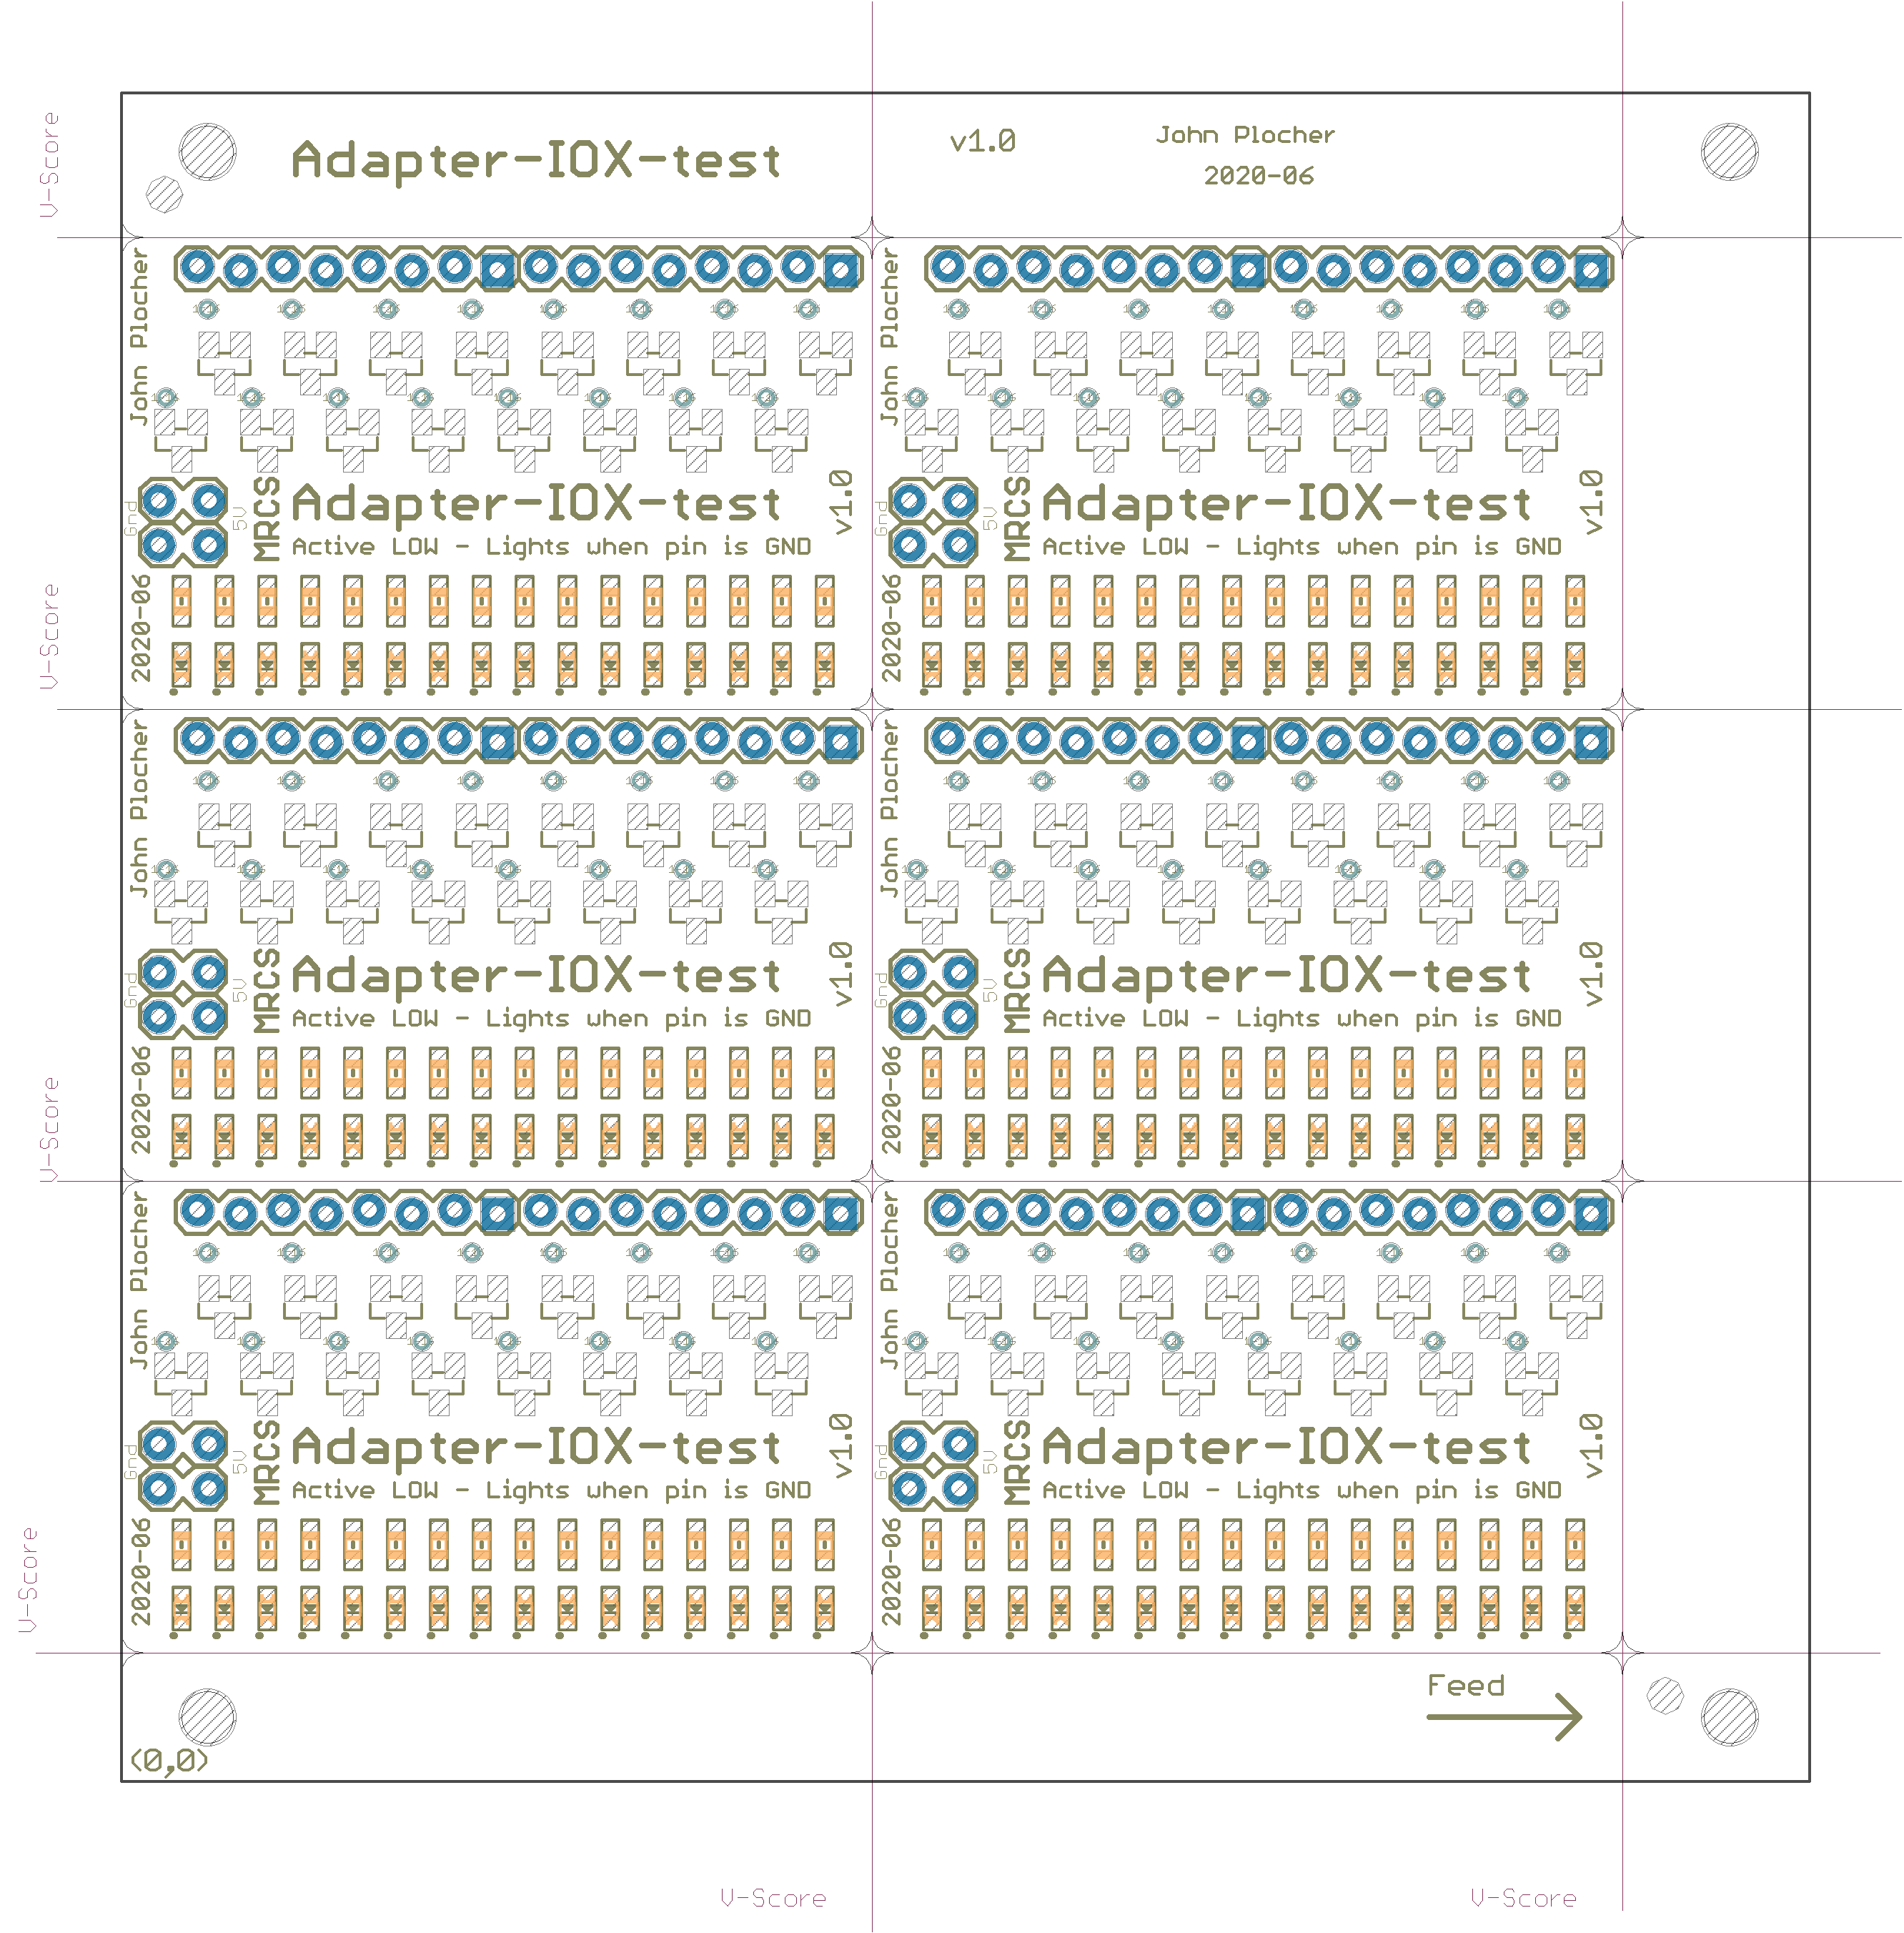 Adapter-IOX-test
v1.0
John Plocher
2020-06
V-Score
John Plocher
Gnd
5V
MRCS
Adapter-IOX-test
v1.0
Active LOW - Lights when pin is GND
2020-06
John Plocher
Gnd
5V
MRCS
Adapter-IOX-test
v1.0
Active LOW - Lights when pin is GND
2020-06
V-Score
John Plocher
Gnd
5V
MRCS
Adapter-IOX-test
v1.0
Active LOW - Lights when pin is GND
2020-06
John Plocher
Gnd
5V
MRCS
Adapter-IOX-test
v1.0
Active LOW - Lights when pin is GND
2020-06
V-Score
John Plocher
Gnd
5V
MRCS
Adapter-IOX-test
v1.0
Active LOW - Lights when pin is GND
2020-06
John Plocher
Gnd
5V
MRCS
Adapter-IOX-test
v1.0
Active LOW - Lights when pin is GND
2020-06
V-Score
Feed
(0,0)
V-Score
V-Score